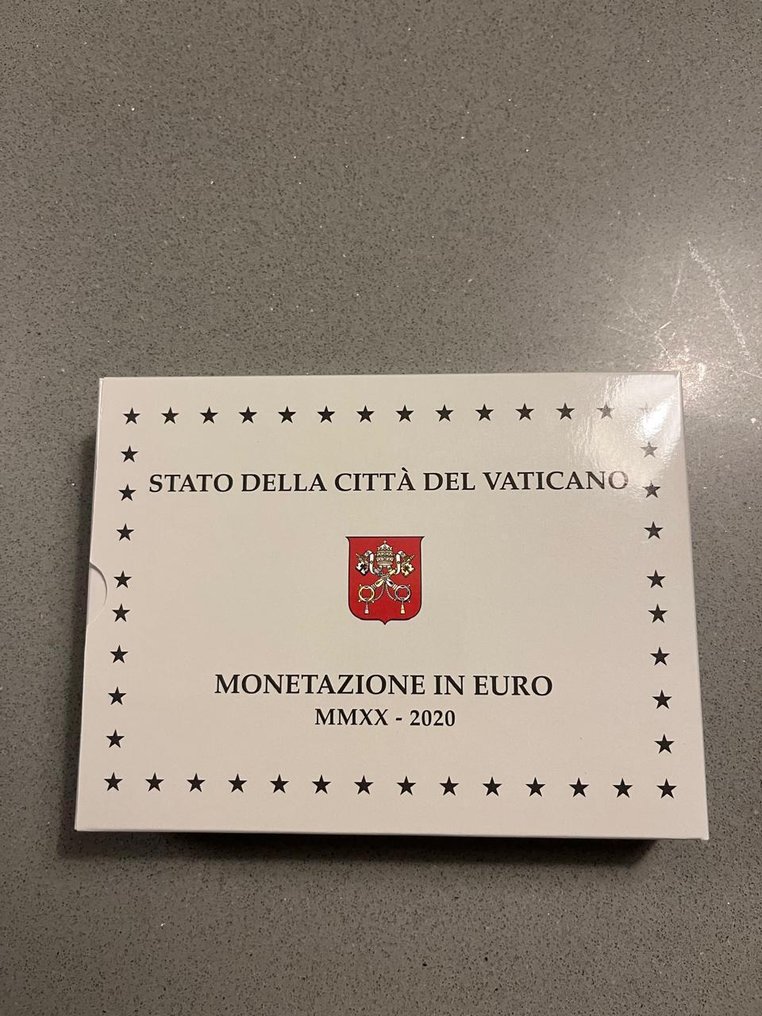 STATO DELLA CITTÀ DEL VATICANO
MONETAZIONE IN EURO
MMXX - 2020